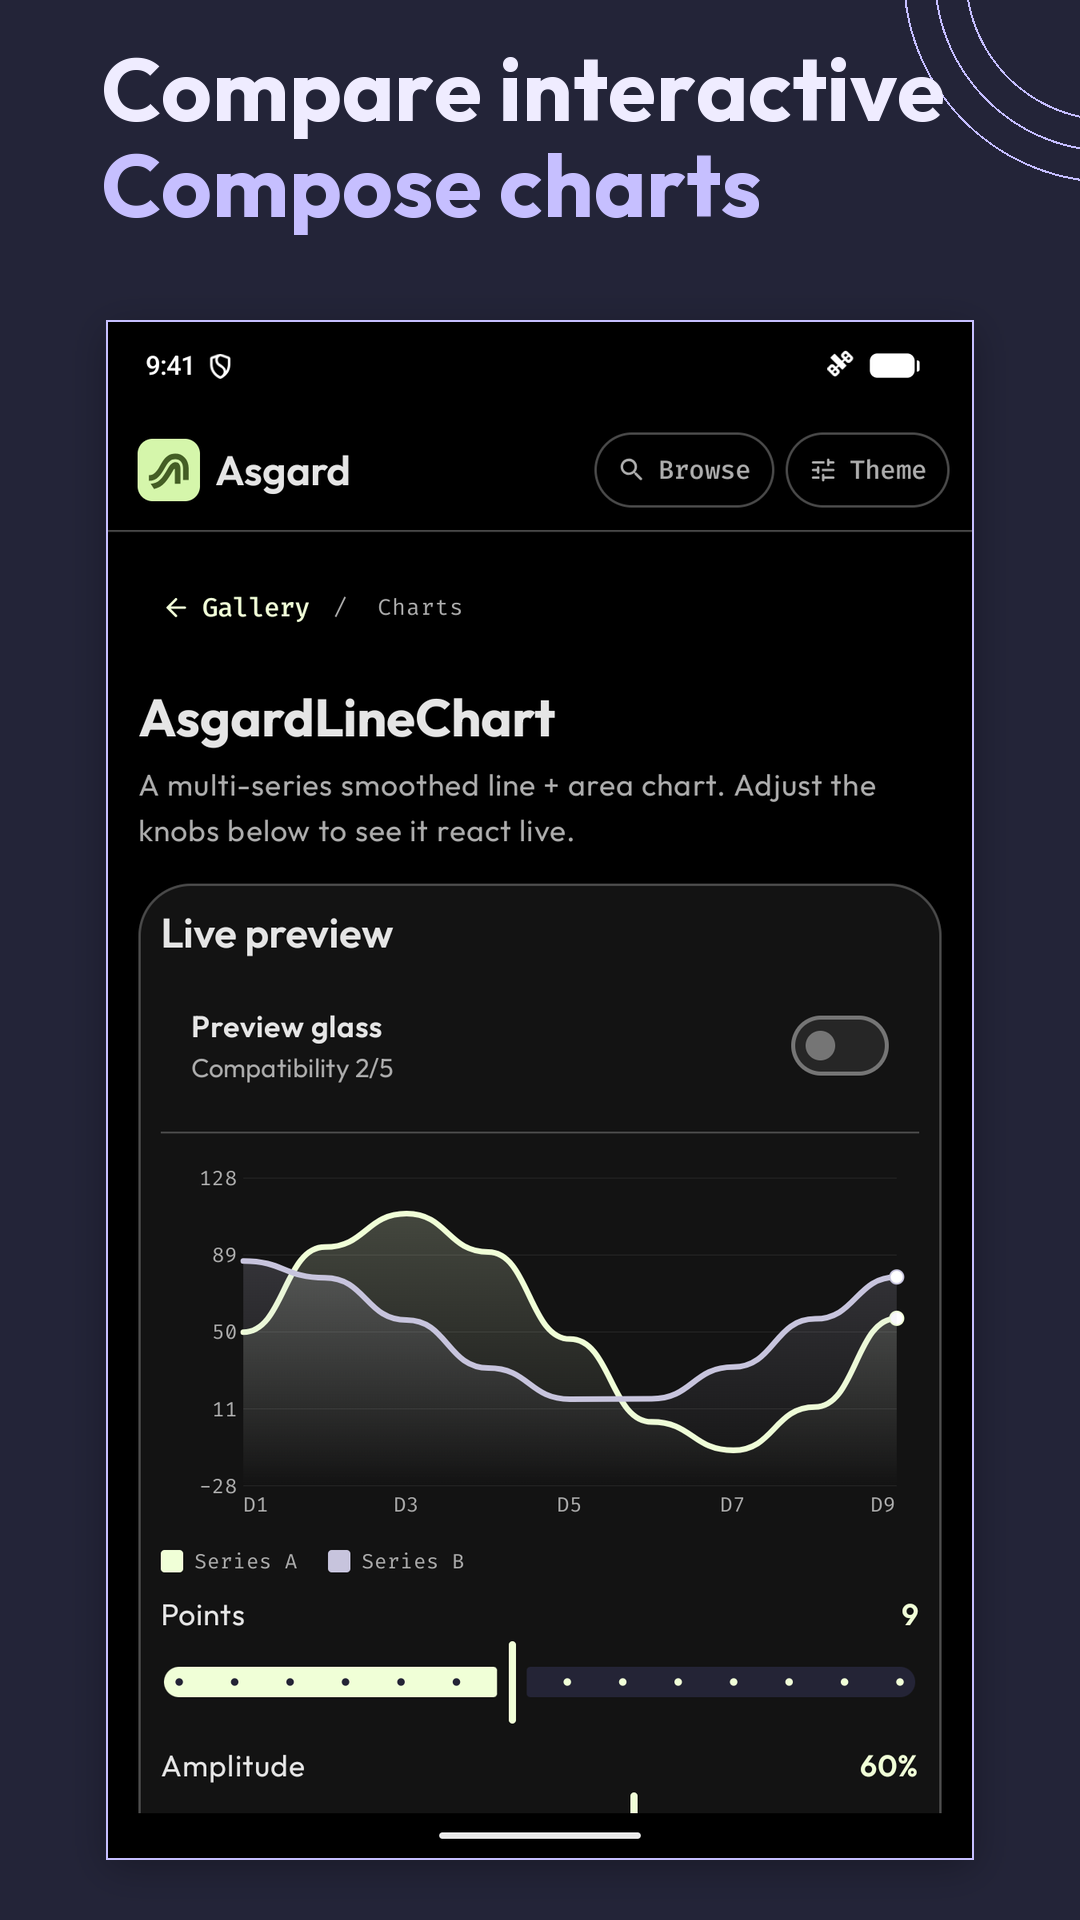 Compare interactive
Compose charts
9:41
Asgard
Browse
Theme
← Gallery / Charts
AsgardLineChart
A multi-series smoothed line + area chart. Adjust the
knobs below to see it react live.
Live preview
Preview glass
Compatibility 2/5
128
89
50
11
-28
D1 D3 D5 D7 D9
Series A Series B
Points 9
Amplitude 60%